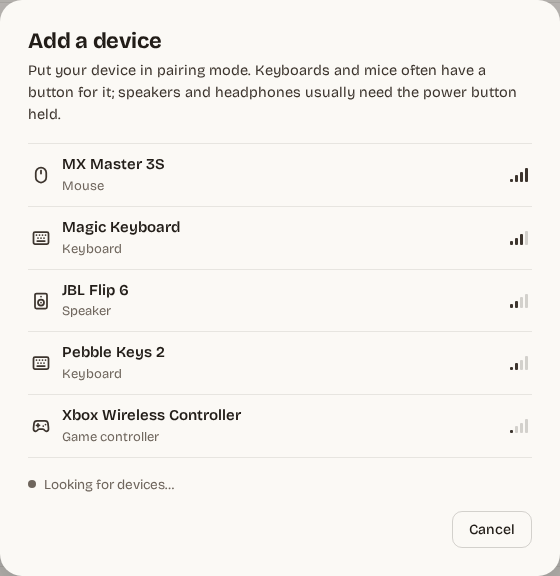 Add a device
Put your device in pairing mode. Keyboards and mice often have a
button for it; speakers and headphones usually need the power button
held.
MX Master 3S
Mouse
Magic Keyboard
Keyboard
JBL Flip 6
Speaker
Pebble Keys 2
Keyboard
Xbox Wireless Controller
Game controller
Looking for devices...
Cancel